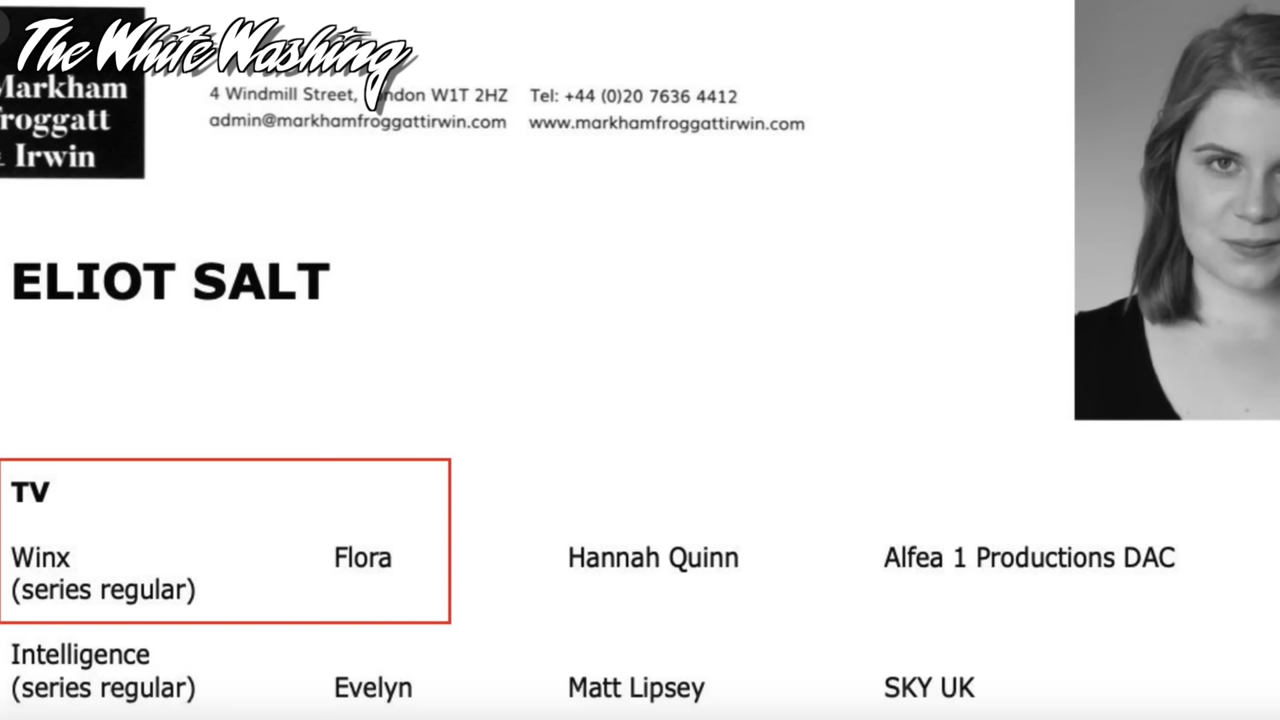 The White Washing
Markham
Froggatt
& Irwin
4 Windmill Street, London W1T 2HZ Tel: +44 (0)20 7636 4412
admin@markhamfroggattirwin.com www.markhamfroggattirwin.com
ELIOT SALT
TV
Winx Flora Hannah Quinn Alfea 1 Productions DAC
(series regular)
Intelligence
(series regular) Evelyn Matt Lipsey SKY UK